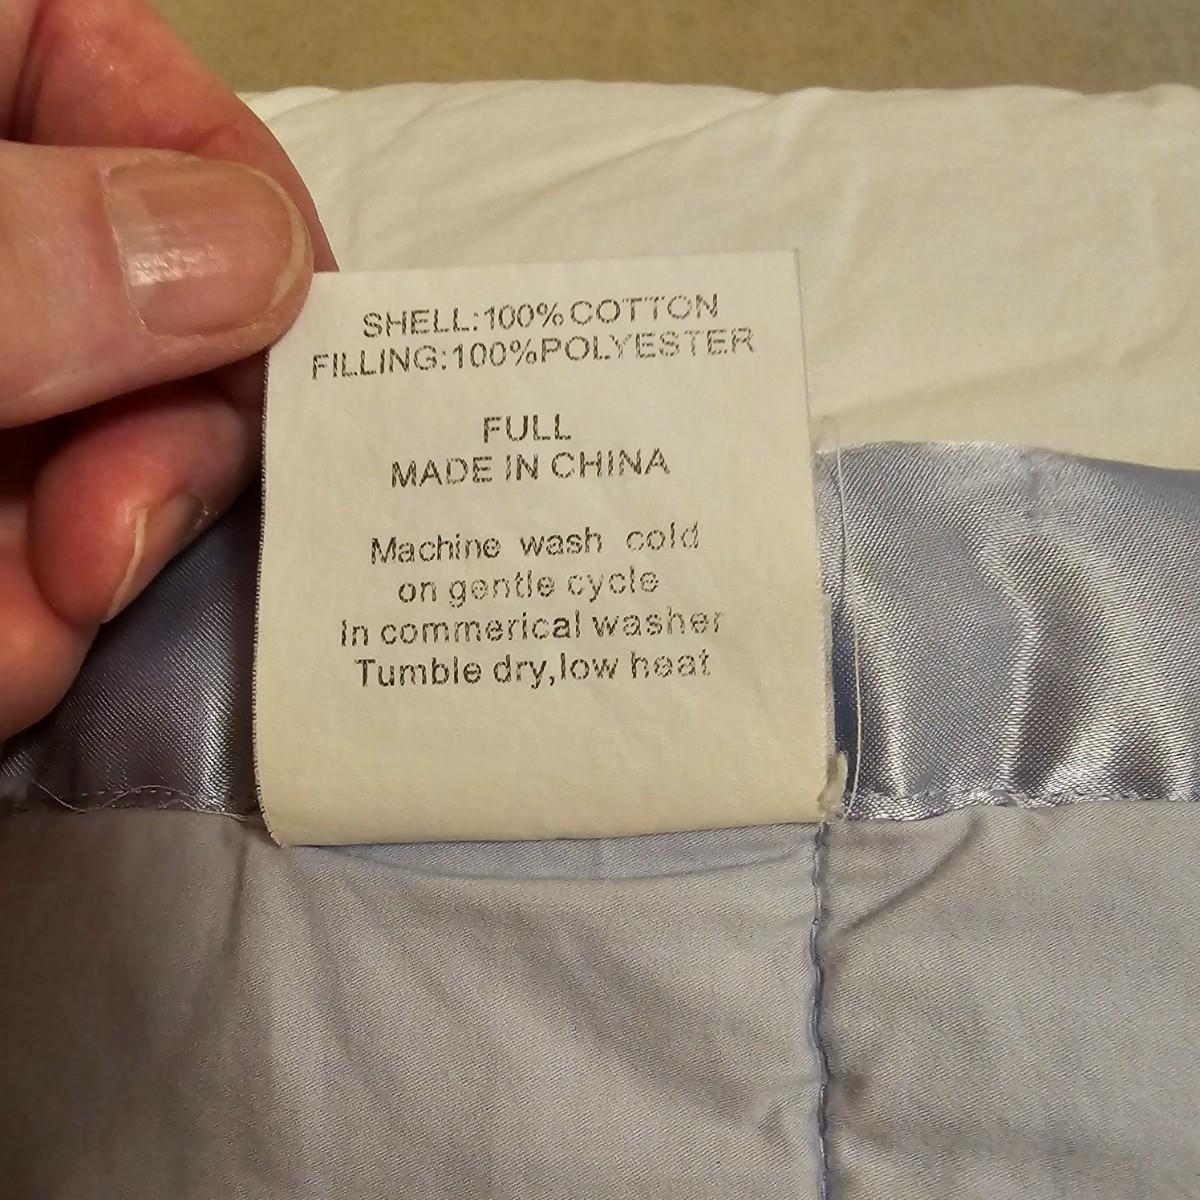 SHELL:100%COTTON
FILLING:100%POLYESTER
FULL
MADE IN CHINA
Machine wash cold
on gentle cycle
In commerical washer
Tumble dry,low heat